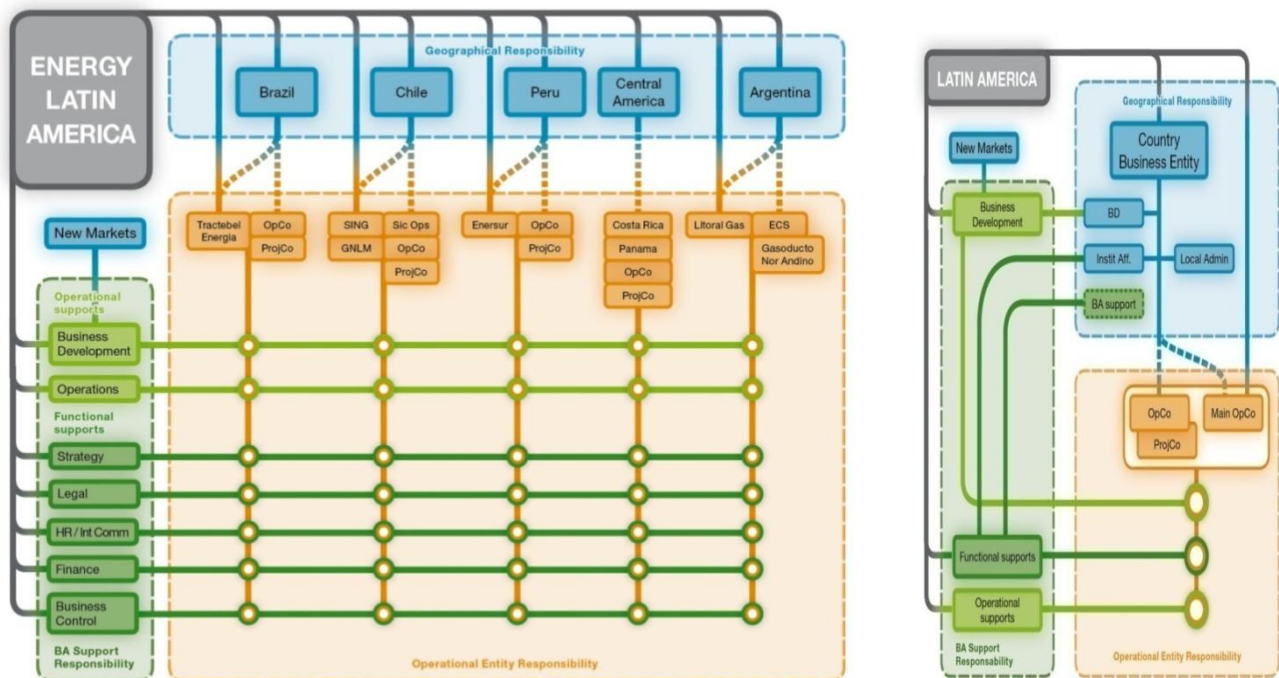 ENERGY
LATIN
AMERICA
Geographical Responsibility
Brazil
Chile
Peru
Central
America
Argentina
New Markets
Tractebel
Energia
OpCo
ProjCo
SING
GNLM
Sic Ops
OpCo
ProjCo
Enersur
OpCo
ProjCo
Costa Rica
Panama
OpCo
ProjCo
Litoral Gas
ECS
Gasoducto
Nor Andino
Operational
supports
Business
Development
Operations
Functional
supports
Strategy
Legal
HR / Int Comm
Finance
Business
Control
BA Support
Responsibility
Operational Entity Responsibility
LATIN AMERICA
Geographical Responsibility
New Markets
Country
Business Entity
Business
Development
BD
Instit Aff.
Local Admin
BA support
OpCo
ProjCo
Main OpCo
Functional supports
Operational
supports
BA Support
Responsability
Operational Entity Responsibility